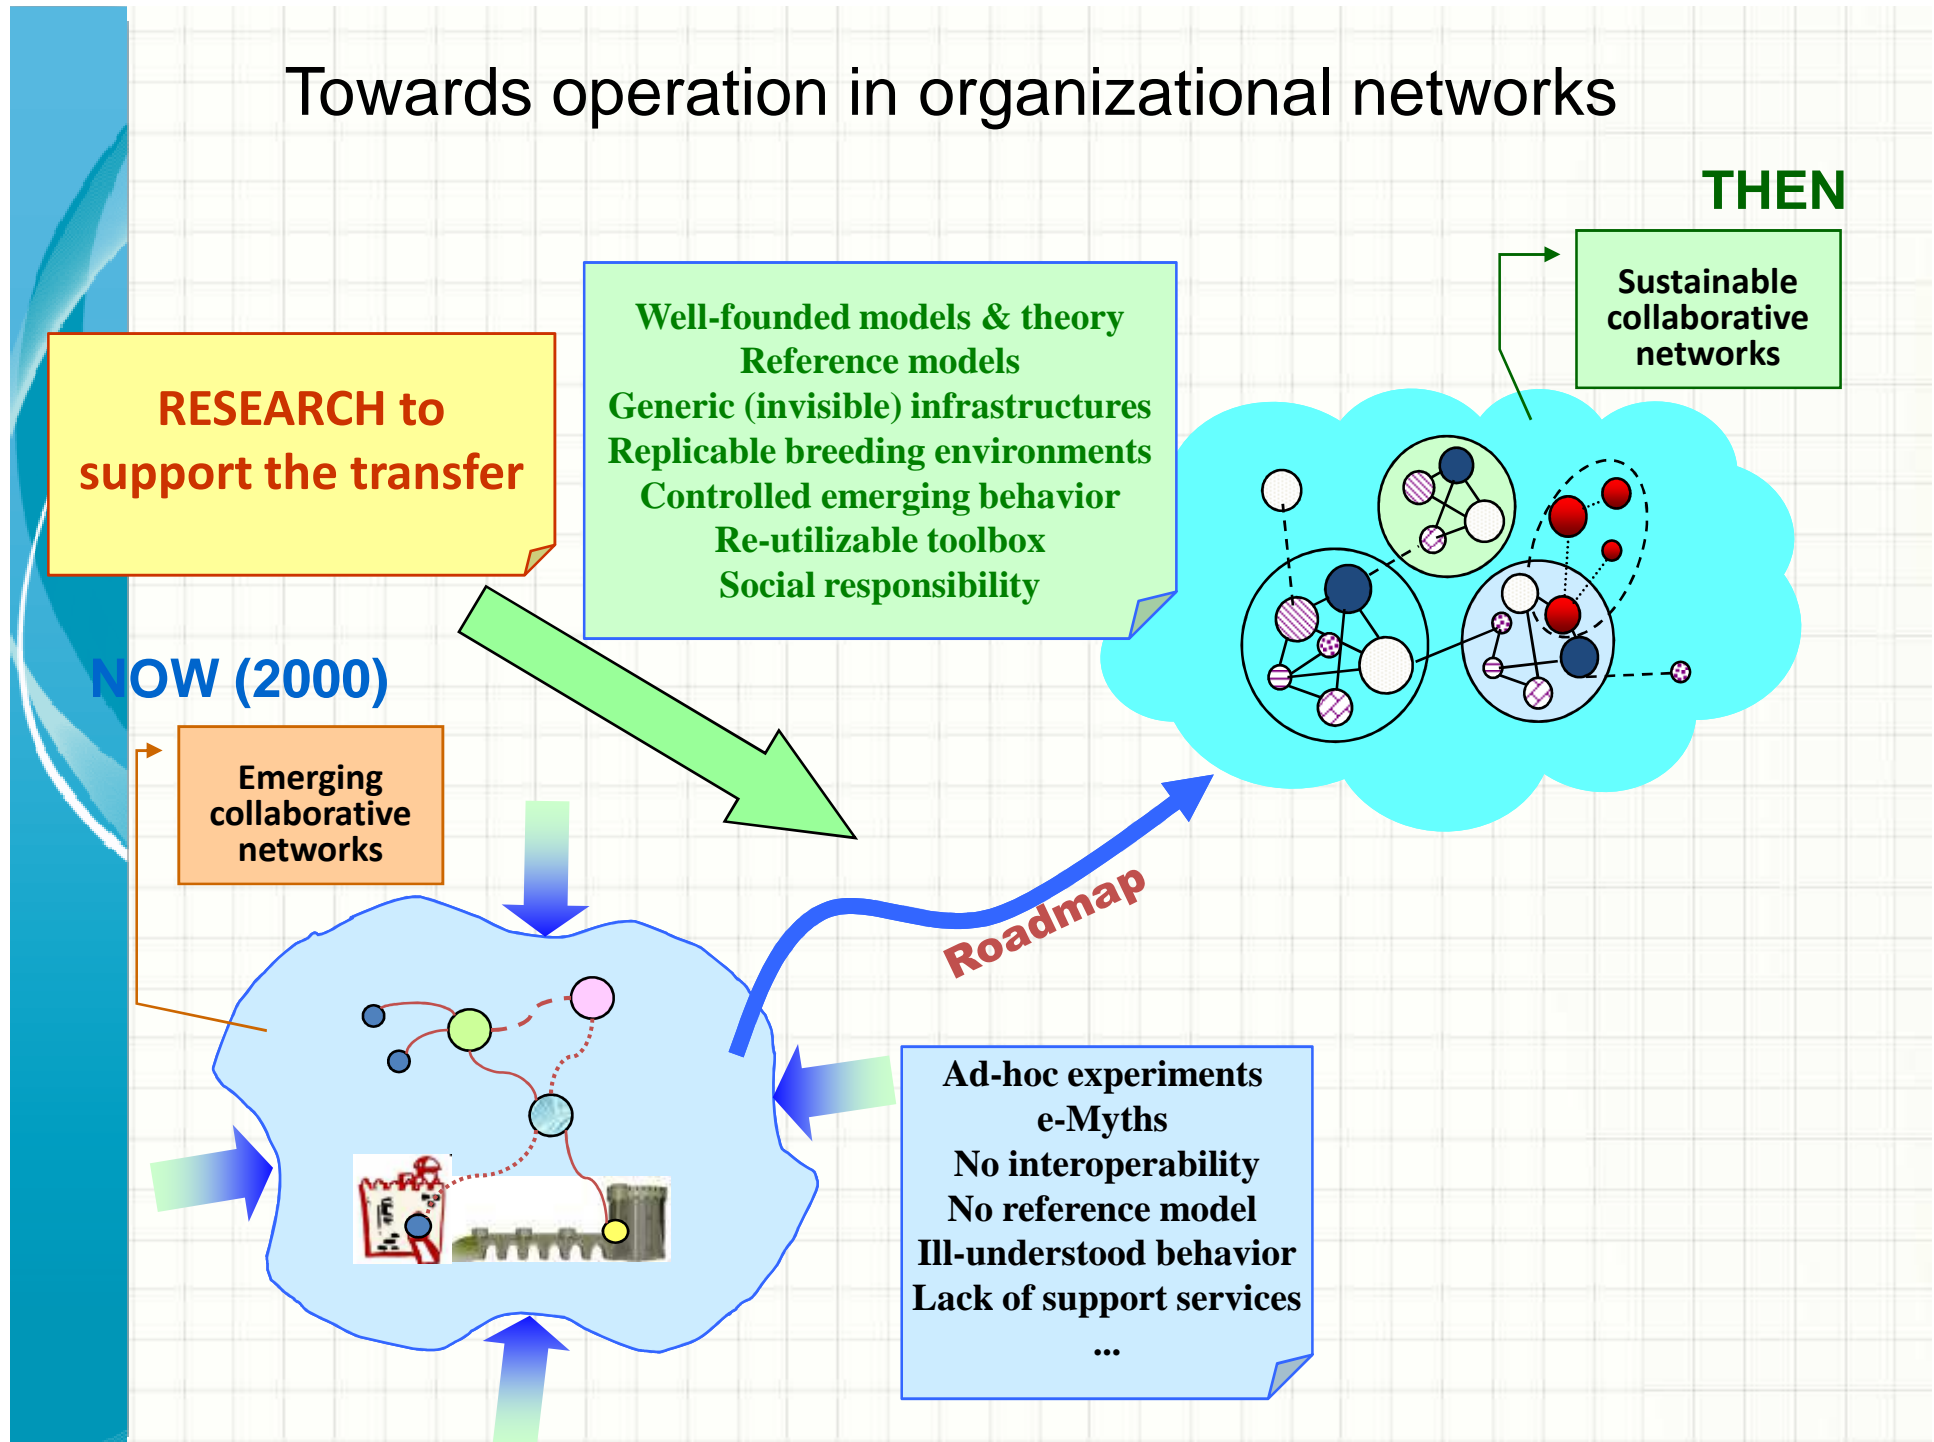 Towards operation in organizational networks
THEN
Sustainable
collaborative
networks
Well-founded models & theory
Reference models
Generic (invisible) infrastructures
Replicable breeding environments
Controlled emerging behavior
Re-utilizable toolbox
Social responsibility
RESEARCH to
support the transfer
NOW (2000)
Emerging
collaborative
networks
Roadmap
Ad-hoc experiments
e-Myths
No interoperability
No reference model
Ill-understood behavior
Lack of support services
...